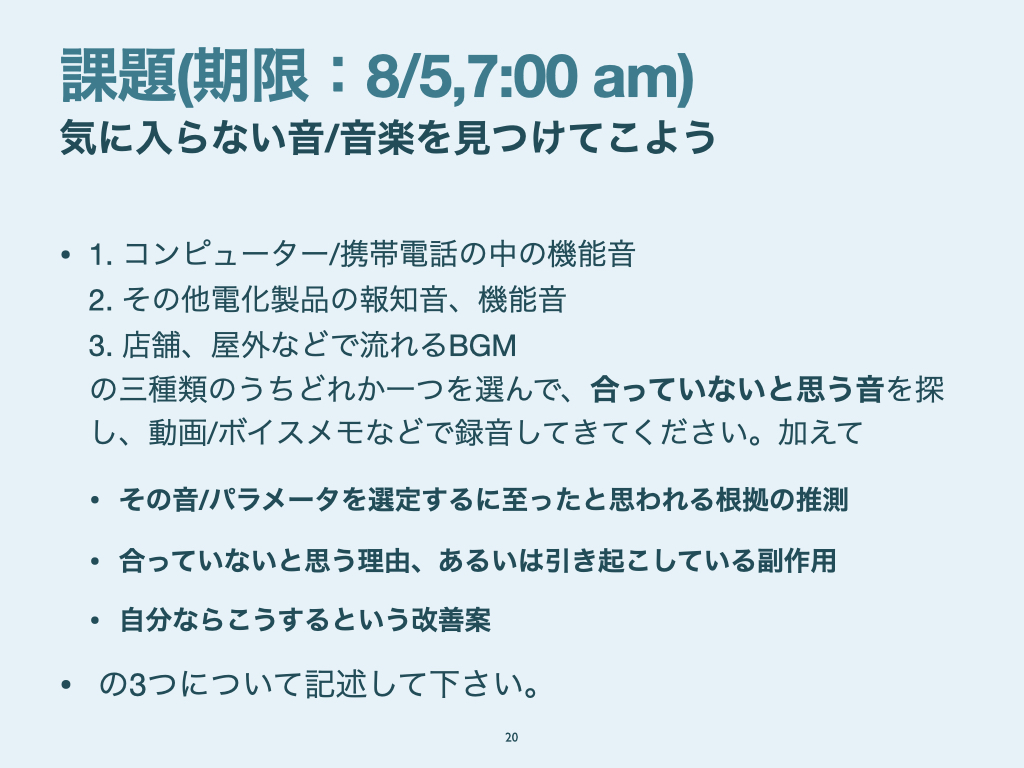 課題(期限：8/5,7:00 am)
気に入らない音/音楽を見つけてこよう
• 1. コンピューター/携帯電話の中の機能音
2. その他電化製品の報知音、機能音
3. 店舗、屋外などで流れるBGM
の三種類のうちどれか一つを選んで、合っていないと思う音を探
し、動画/ボイスメモなどで録音してきてください。加えて
• その音/パラメータを選定するに至ったと思われる根拠の推測
• 合っていないと思う理由、あるいは引き起こしている副作用
• 自分ならこうするという改善案
• の3つについて記述して下さい。
20